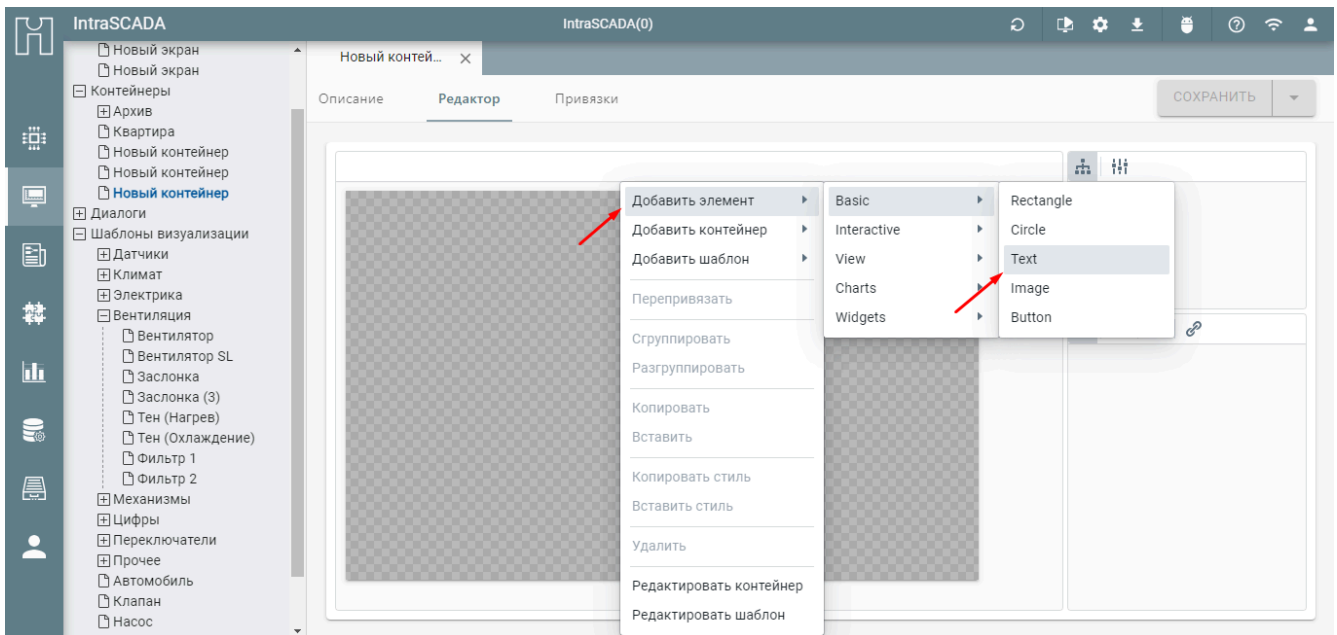 IntraSCADA
IntraSCADA(0)
Новый экран
Новый экран
Контейнеры
Архив
Квартира
Новый контейнер
Новый контейнер
Новый контейнер
Диалоги
Шаблоны визуализации
Датчики
Климат
Электрика
Вентиляция
Вентилятор
Вентилятор SL
Заслонка
Заслонка (3)
Тен (Нагрев)
Тен (Охлаждение)
Фильтр 1
Фильтр 2
Механизмы
Цифры
Переключатели
Прочее
Автомобиль
Клапан
Насос
Новый контей...
Описание
Редактор
Привязки
СОХРАНИТЬ
Добавить элемент
Добавить контейнер
Добавить шаблон
Перепривязать
Сгруппировать
Разгруппировать
Копировать
Вставить
Копировать стиль
Вставить стиль
Удалить
Редактировать контейнер
Редактировать шаблон
Basic
Interactive
View
Charts
Widgets
Rectangle
Circle
Text
Image
Button